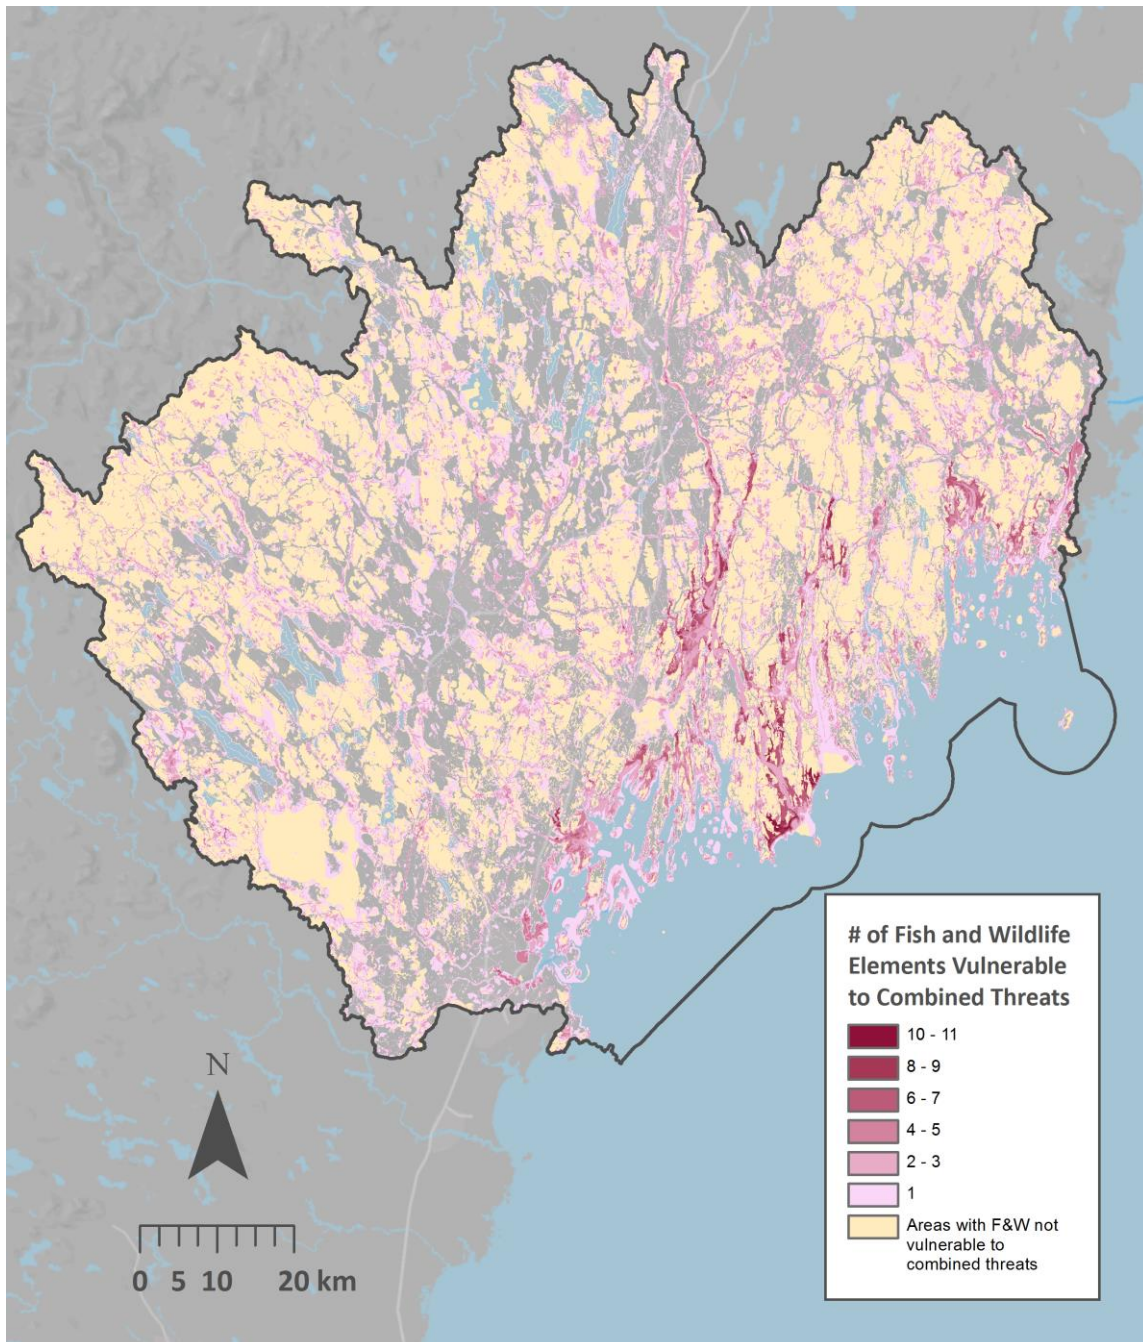 # of Fish and Wildlife
Elements Vulnerable
to Combined Threats
10 - 11
8 - 9
6 - 7
4 - 5
2 - 3
1
Areas with F&W not
vulnerable to
combined threats
N
0 5 10 20 km